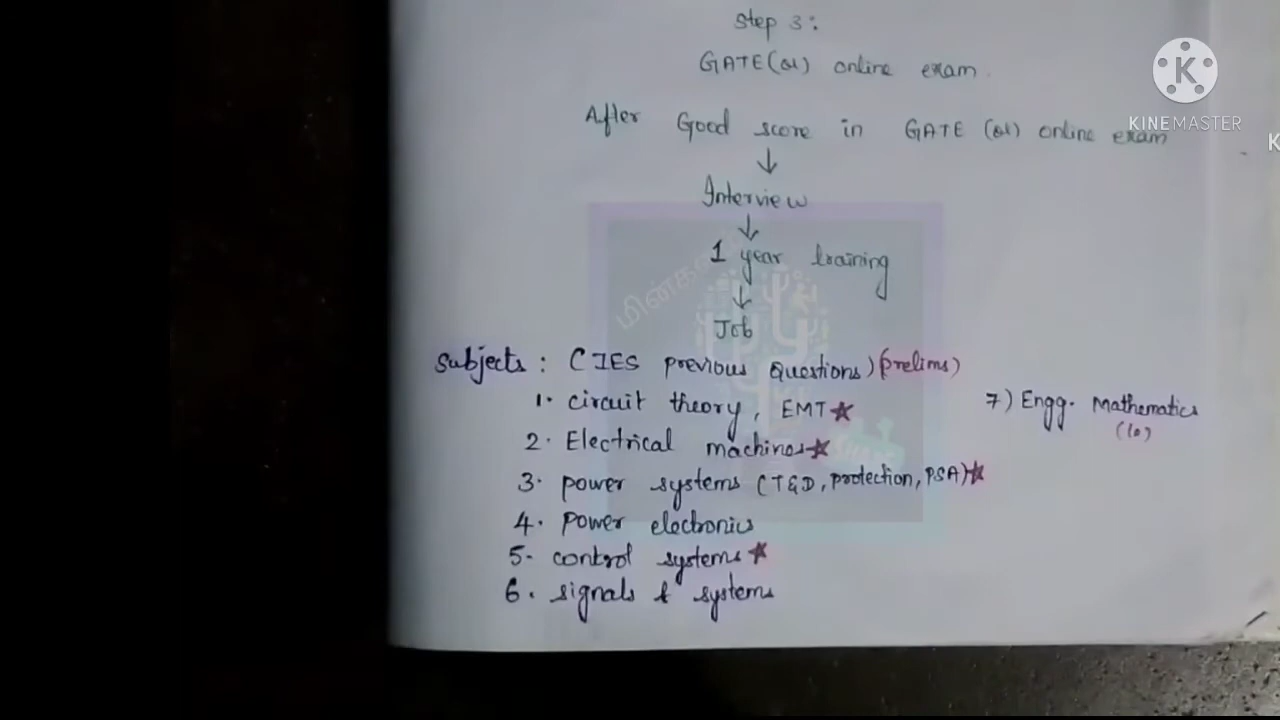 Step 3:
GATE (or) online exam.
After Good score in GATE (or) online exam
↓
Interview
↓
1 year training
↓
Job
Subjects: (IES previous Questions) (prelims)
1. circuit theory, EMT★
2. Electrical machines★
3. power systems (T&D, protection, PSA)★
4. Power electronics
5. control systems★
6. signals & systems
7) Engg. Mathematics
(10)
K
KINEMASTER
K